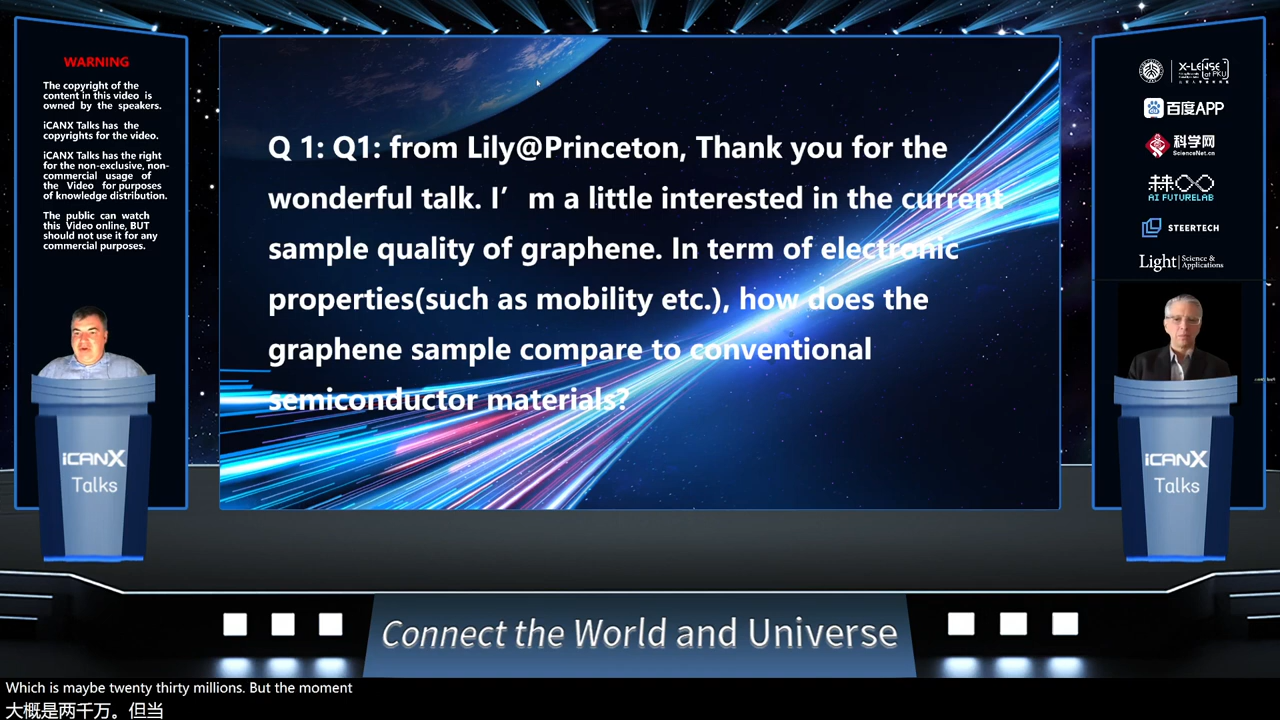 WARNING
The copyright of the
content in this video is
owned by the speakers.
iCANX Talks has the
copyrights for the video.
iCANX Talks has the right
for the non-exclusive, non-
commercial usage of
the Video for purposes
of knowledge distribution.
The public can watch
this Video online, BUT
should not use it for any
commercial purposes.
Q 1: Q1: from Lily@Princeton, Thank you for the
wonderful talk. I’ m a little interested in the current
sample quality of graphene. In term of electronic
properties(such as mobility etc.), how does the
graphene sample compare to conventional
semiconductor materials?
X-LENSE
at PKU
百度APP
科学网
ScienceNet.cn
AI FUTURELAB
STEERTECH
Light Science &
Applications
iCANX
Talks
iCANX
Talks
Connect the World and Universe
Which is maybe twenty thirty millions. But the moment
大概是两千万。但当